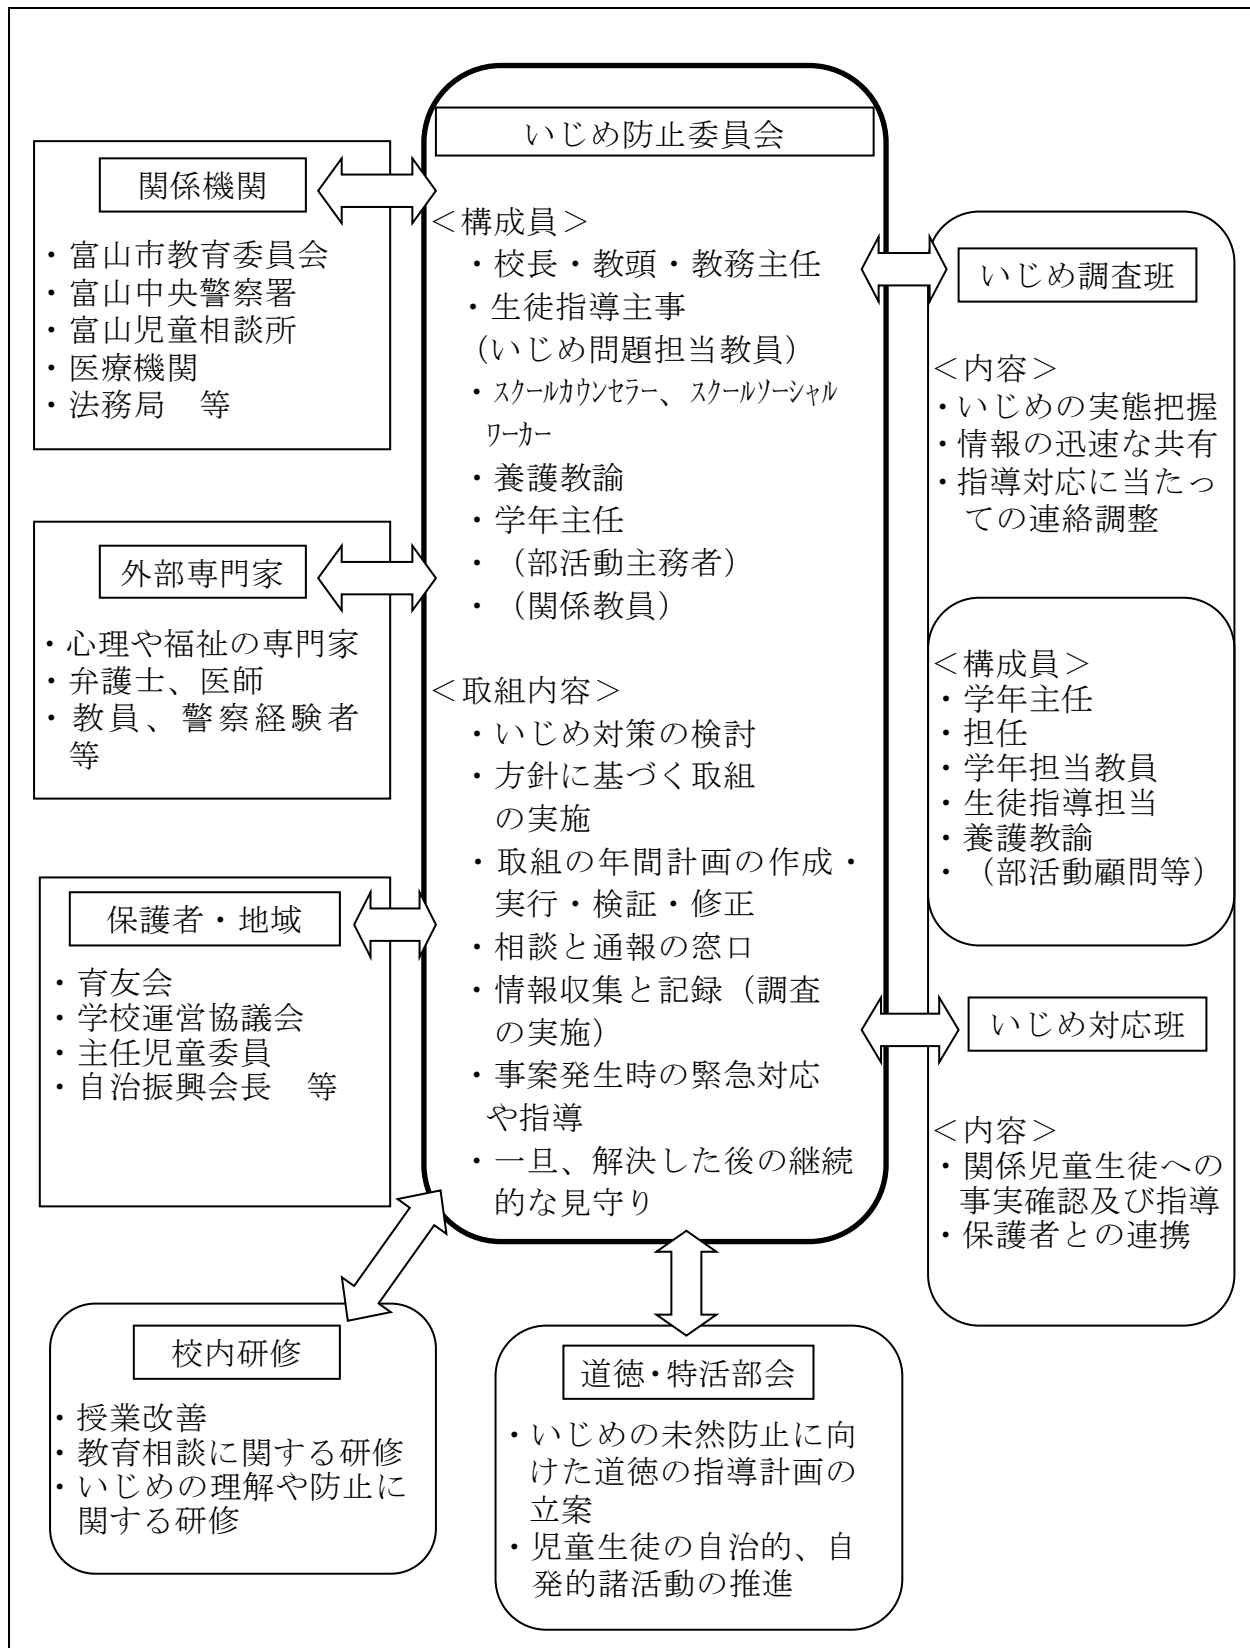 いじめ防止委員会
＜構成員＞
・校長・教頭・教務主任
・生徒指導主事
（いじめ問題担当教員）
・スクールカウンセラー、スクールソーシャル
ワーカー
・養護教諭
・学年主任
・（部活動主務者）
・（関係教員）
＜取組内容＞
・いじめ対策の検討
・方針に基づく取組
の実施
・取組の年間計画の作成・
実行・検証・修正
・相談と通報の窓口
・情報収集と記録（調査
の実施）
・事案発生時の緊急対応
や指導
・一旦、解決した後の継続
的な見守り
関係機関
・富山市教育委員会
・富山中央警察署
・富山児童相談所
・医療機関
・法務局　等
外部専門家
・心理や福祉の専門家
・弁護士、医師
・教員、警察経験者
等
保護者・地域
・育友会
・学校運営協議会
・主任児童委員
・自治振興会長　等
いじめ調査班
＜内容＞
・いじめの実態把握
・情報の迅速な共有
・指導対応に当たっ
ての連絡調整
＜構成員＞
・学年主任
・担任
・学年担当教員
・生徒指導担当
・養護教諭
・（部活動顧問等）
いじめ対応班
＜内容＞
・関係児童生徒への
事実確認及び指導
・保護者との連携
校内研修
・授業改善
・教育相談に関する研修
・いじめの理解や防止に
関する研修
道徳・特活部会
・いじめの未然防止に向
けた道徳の指導計画の
立案
・児童生徒の自治的、自
発的諸活動の推進